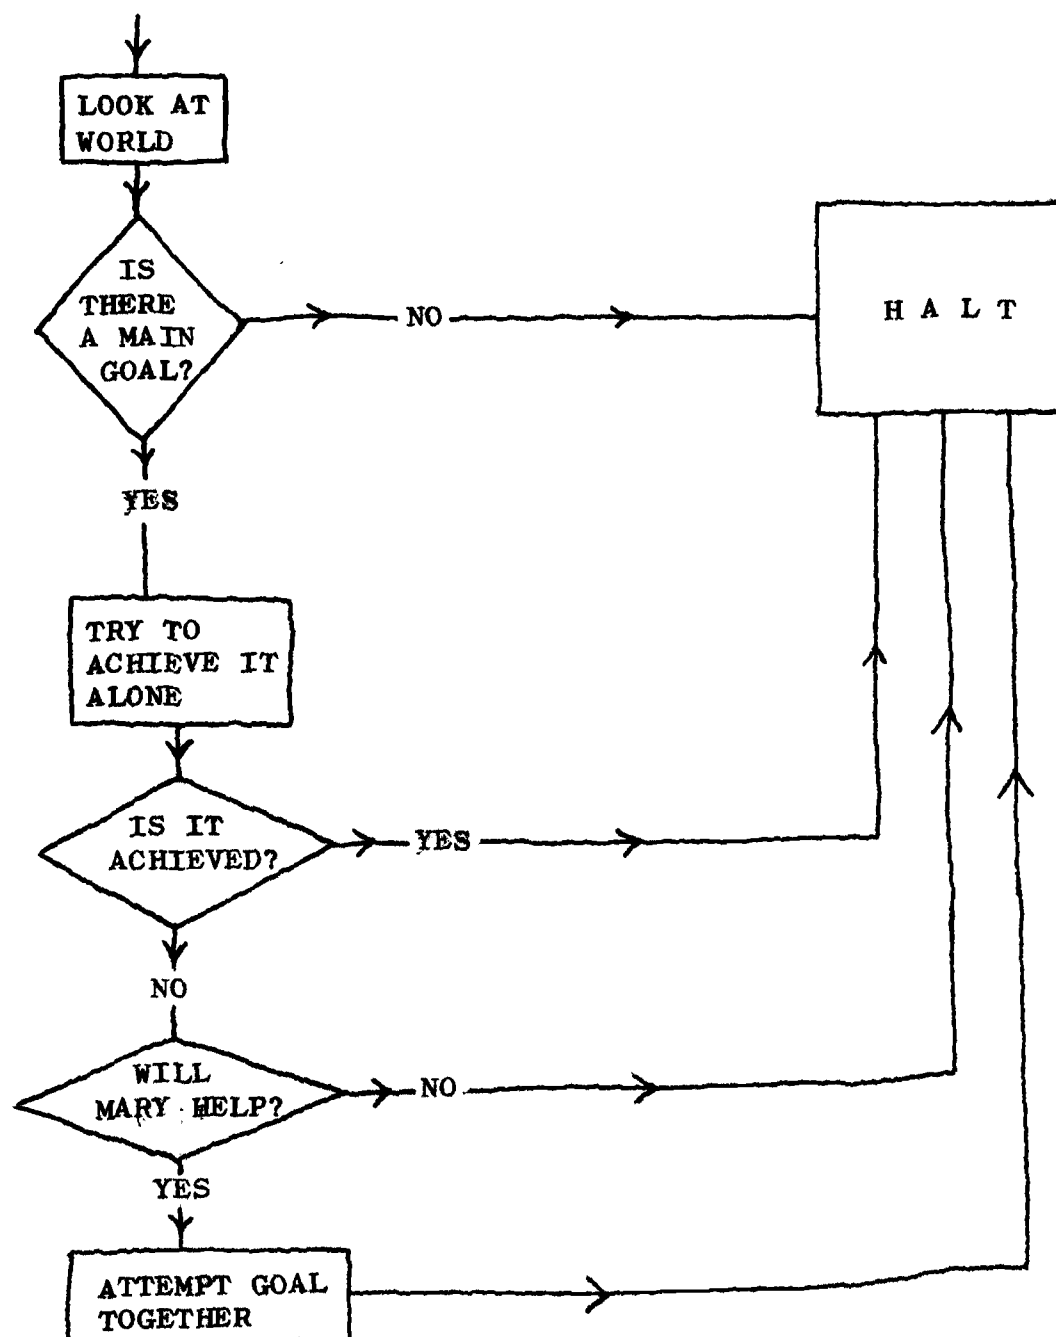 LOOK AT
WORLD
IS
THERE
A MAIN
GOAL?
NO
H A L T
YES
TRY TO
ACHIEVE IT
ALONE
IS IT
ACHIEVED?
YES
NO
WILL
MARY HELP?
NO
YES
ATTEMPT GOAL
TOGETHER